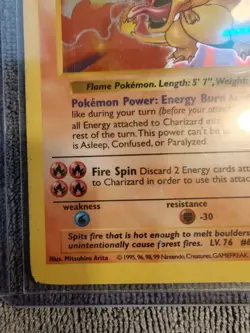 Flame Pokémon. Length: 5' 7", Weight:
Pokémon Power: Energy Burn As
like during your turn (before your
all Energy attached to Charizard
rest of the turn. This power can't be
is Asleep, Confused, or Paralyzed.
Fire Spin Discard 2 Energy cards
to Charizard in order to use this attack.
weakness
resistance
-30
Spits fire that is hot enough to melt boulders.
unintentionally cause forest fires. LV. 76 #6
Illus. Mitsuhiro Arita
© 1995, 96, 98, 99 Nintendo, Creatures, GAMEFREAK.